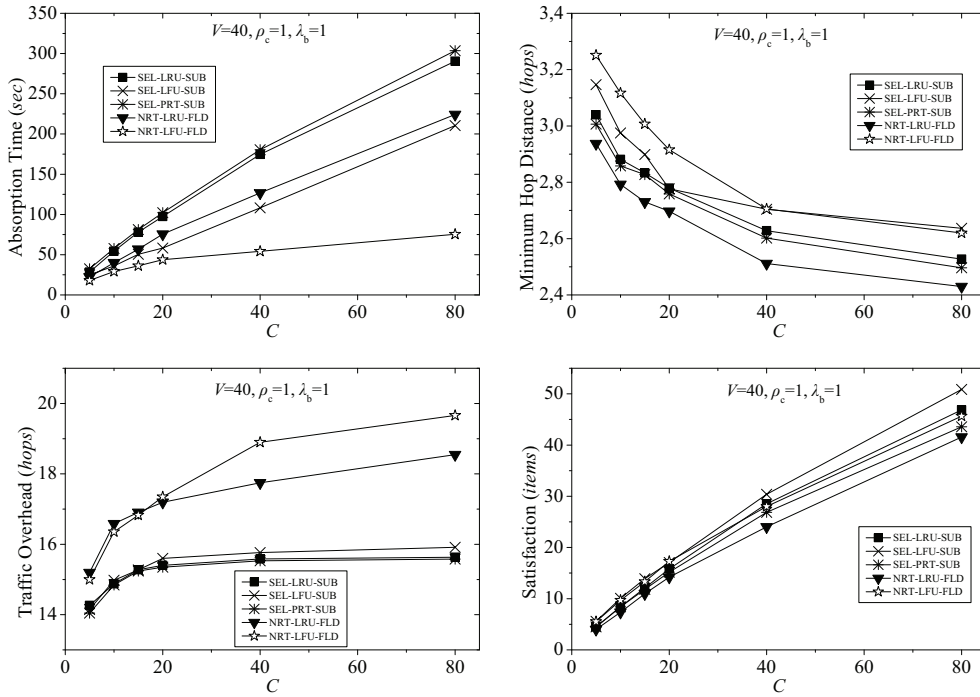 V=40, ρc=1, λb=1
Absorption Time (sec)
350
300
250
200
150
100
50
0
SEL-LRU-SUB
SEL-LFU-SUB
SEL-PRT-SUB
NRT-LRU-FLD
NRT-LFU-FLD
0 20 40 60 80
C
V=40, ρc=1, λb=1
Minimum Hop Distance (hops)
3,4
3,2
3,0
2,8
2,6
2,4
SEL-LRU-SUB
SEL-LFU-SUB
SEL-PRT-SUB
NRT-LRU-FLD
NRT-LFU-FLD
0 20 40 60 80
C
V=40, ρc=1, λb=1
Traffic Overhead (hops)
20
18
16
14
SEL-LRU-SUB
SEL-LFU-SUB
SEL-PRT-SUB
NRT-LRU-FLD
NRT-LFU-FLD
0 20 40 60 80
C
V=40, ρc=1, λb=1
Satisfaction (items)
50
40
30
20
10
0
SEL-LRU-SUB
SEL-LFU-SUB
SEL-PRT-SUB
NRT-LRU-FLD
NRT-LFU-FLD
0 20 40 60 80
C